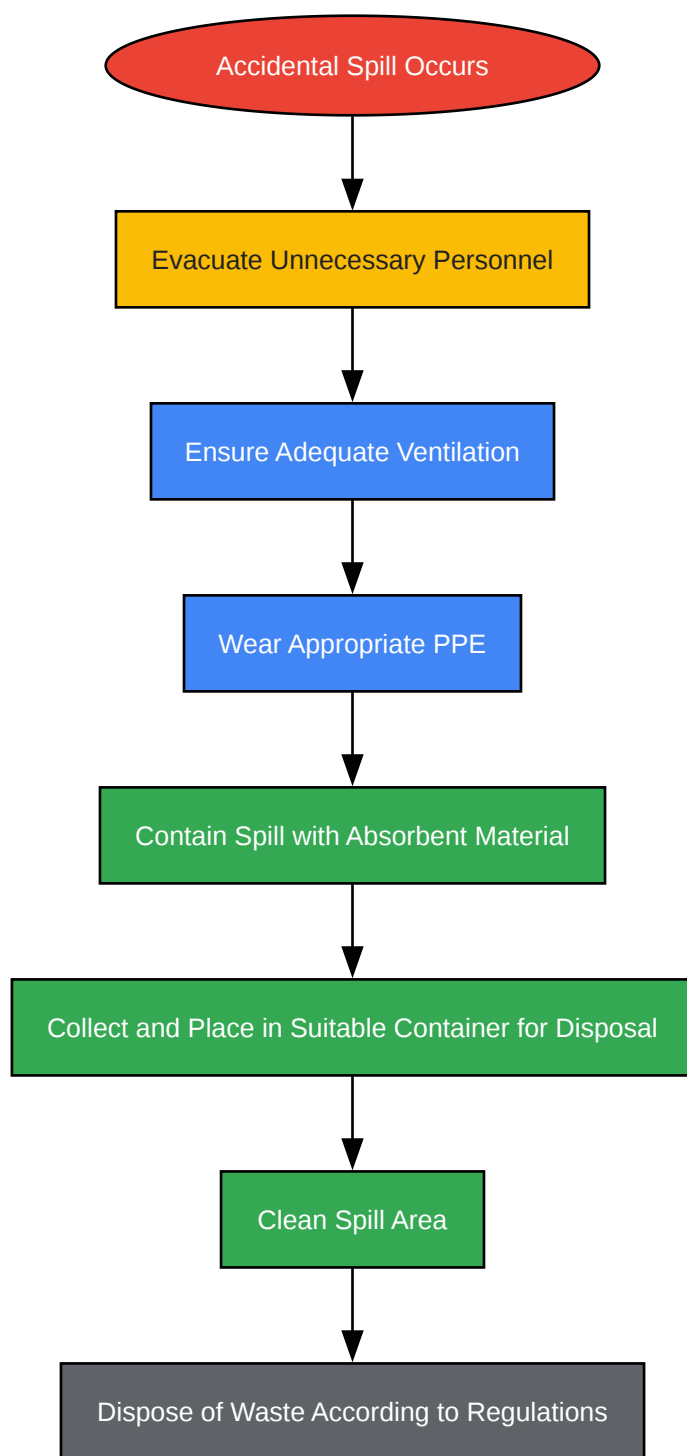 Accidental Spill Occurs
Evacuate Unnecessary Personnel
Ensure Adequate Ventilation
Wear Appropriate PPE
Contain Spill with Absorbent Material
Collect and Place in Suitable Container for Disposal
Clean Spill Area
Dispose of Waste According to Regulations